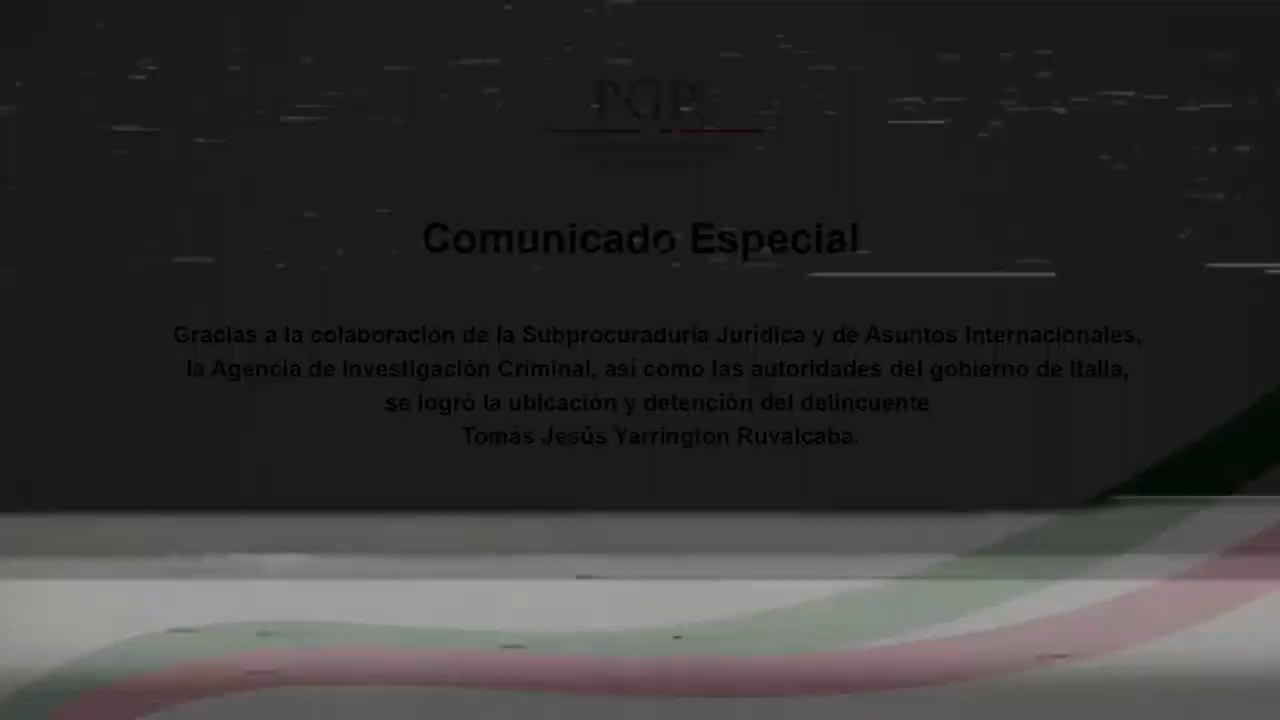 PGR
Comunicado Especial
Gracias a la colaboración de la Subprocuraduría Jurídica y de Asuntos Internacionales,
la Agencia de Investigación Criminal, así como las autoridades del gobierno de Italia,
se logró la ubicación y detención del delincuente
Tomás Jesús Yarrington Ruvalcaba.